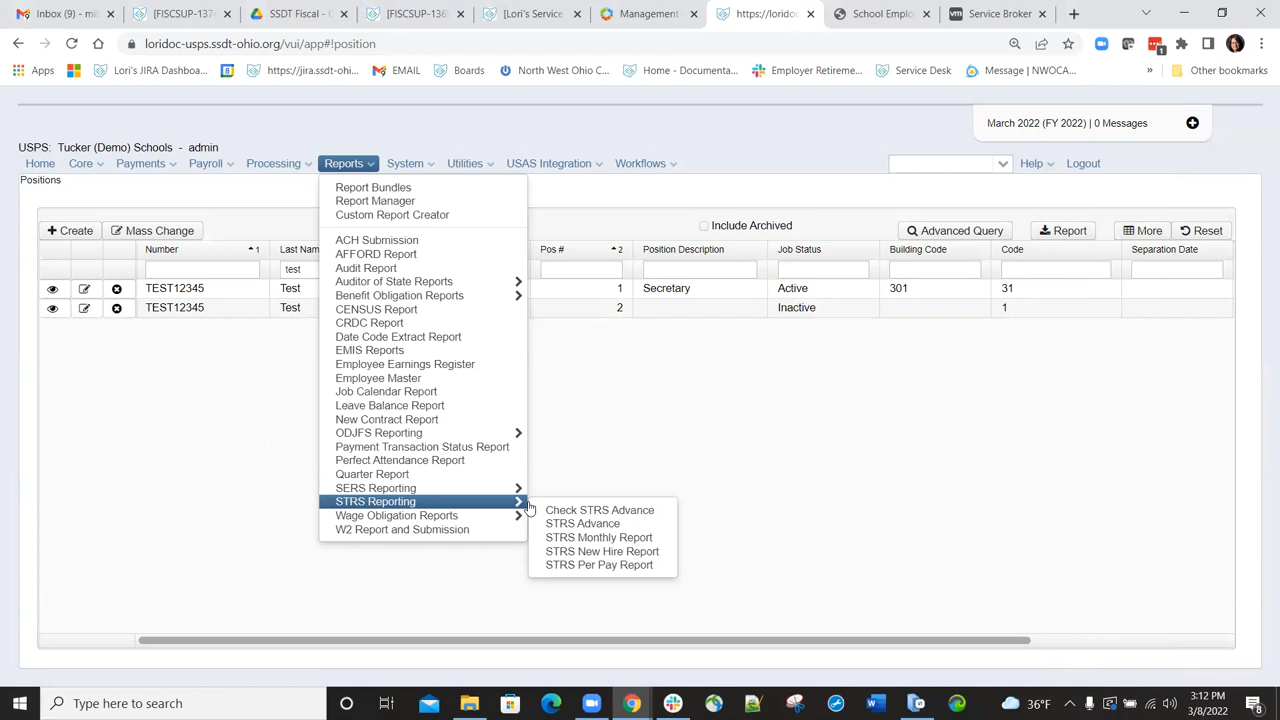 Inbox (9) - mil
[FISCSUP-137
SSDT Fiscal - C
[FISCSUP-1365
[Lori's Service
Management -
https://lorido
School Emplo
Service Broker
loridoc-usps.ssdt-ohio.org/vui/app#!position
Apps
Lori's JIRA Dashboa...
https://jira.ssdt-ohi...
EMAIL
Boards
North West Ohio C...
Home - Documenta...
Employer Retireme...
Service Desk
Message | NWOCA...
»
Other bookmarks
March 2022 (FY 2022) | 0 Messages
USPS: Tucker (Demo) Schools - admin
Home Core Payments Payroll Processing Reports System Utilities USAS Integration Workflows Help Logout
Positions
Report Bundles
Report Manager
Custom Report Creator
ACH Submission
AFFORD Report
Audit Report
Auditor of State Reports
Benefit Obligation Reports
CENSUS Report
CRDC Report
Date Code Extract Report
EMIS Reports
Employee Earnings Register
Employee Master
Job Calendar Report
Leave Balance Report
New Contract Report
ODJFS Reporting
Payment Transaction Status Report
Perfect Attendance Report
Quarter Report
SERS Reporting
STRS Reporting
Wage Obligation Reports
W2 Report and Submission
Check STRS Advance
STRS Advance
STRS Monthly Report
STRS New Hire Report
STRS Per Pay Report
Create Mass Change Include Archived Advanced Query Report More Reset
Number 1 Last Nam Pos # 2 Position Description Job Status Building Code Code Separation Date
test
TEST12345 Test 1 Secretary Active 301 31
TEST12345 Test 2 Inactive 1
Type here to search
36°F
3:12 PM
3/8/2022
8